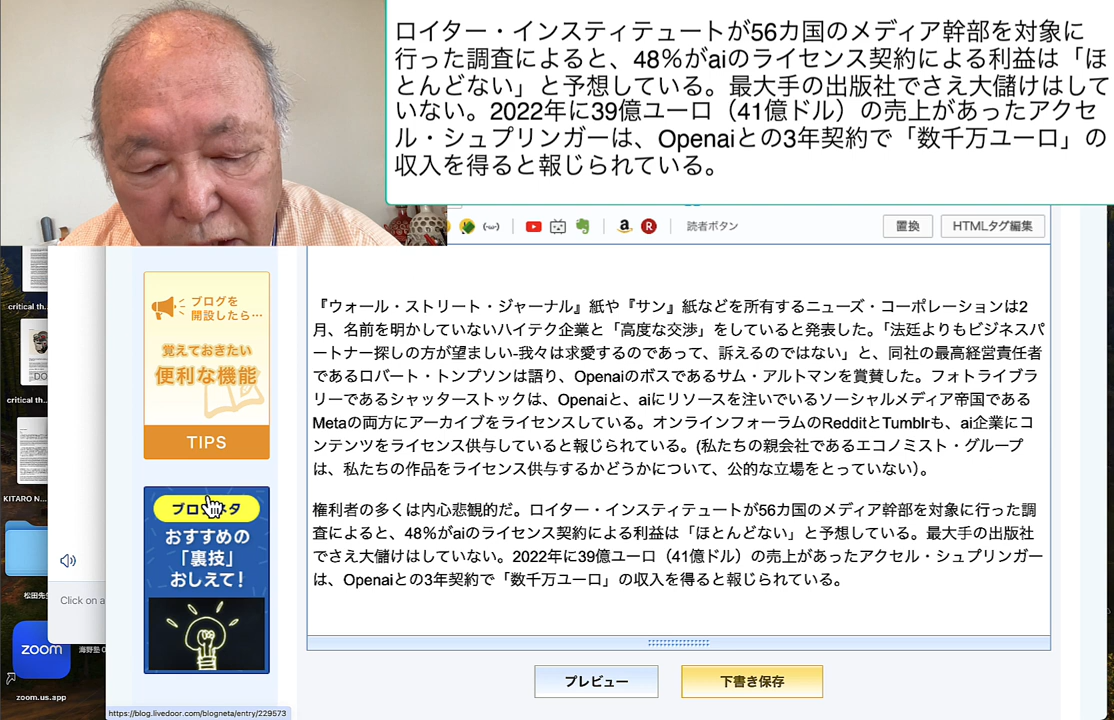 ロイター・インスティテュートが56カ国のメディア幹部を対象に
行った調査によると、48％がaiのライセンス契約による利益は「ほ
とんどない」と予想している。最大手の出版社でさえ大儲けはして
いない。2022年に39億ユーロ（41億ドル）の売上があったアクセ
ル・シュプリンガーは、Openaiとの3年契約で「数千万ユーロ」の
収入を得ると報じられている。
a
R
読者ボタン
置換
HTMLタグ編集
『ウォール・ストリート・ジャーナル』紙や『サン』紙などを所有するニューズ・コーポレーションは2
月、名前を明かしていないハイテク企業と「高度な交渉」をしていると発表した。「法廷よりもビジネスパ
ートナー探しの方が望ましい-我々は求愛するのであって、訴えるのではない」と、同社の最高経営責任者
であるロバート・トンプソンは語り、Openaiのボスであるサム・アルトマンを賞賛した。フォトライブラ
リーであるシャッターストックは、Openaiと、aiにリソースを注いでいるソーシャルメディア帝国である
Metaの両方にアーカイブをライセンスしている。オンラインフォーラムのRedditとTumblrも、ai企業にコ
ンテンツをライセンス供与していると報じられている。(私たちの親会社であるエコノミスト・グループ
は、私たちの作品をライセンス供与するかどうかについて、公的な立場をとっていない）。
権利者の多くは内心悲観的だ。ロイター・インスティテュートが56カ国のメディア幹部を対象に行った調
査によると、48％がaiのライセンス契約による利益は「ほとんどない」と予想している。最大手の出版社
でさえ大儲けはしていない。2022年に39億ユーロ（41億ドル）の売上があったアクセル・シュプリンガー
は、Openaiとの3年契約で「数千万ユーロ」の収入を得ると報じられている。
プレビュー
下書き保存
ブログを
開設したら…
覚えておきたい
便利な機能
TIPS
ブロ
タ
おすすめの
「裏技」
おしえて!
critical th...
DO
critical th...
KITARO N...
松田先
Click on a
zoom
zoom.us.app
海野塾
https://blog.livedoor.com/blogneta/entry/229573